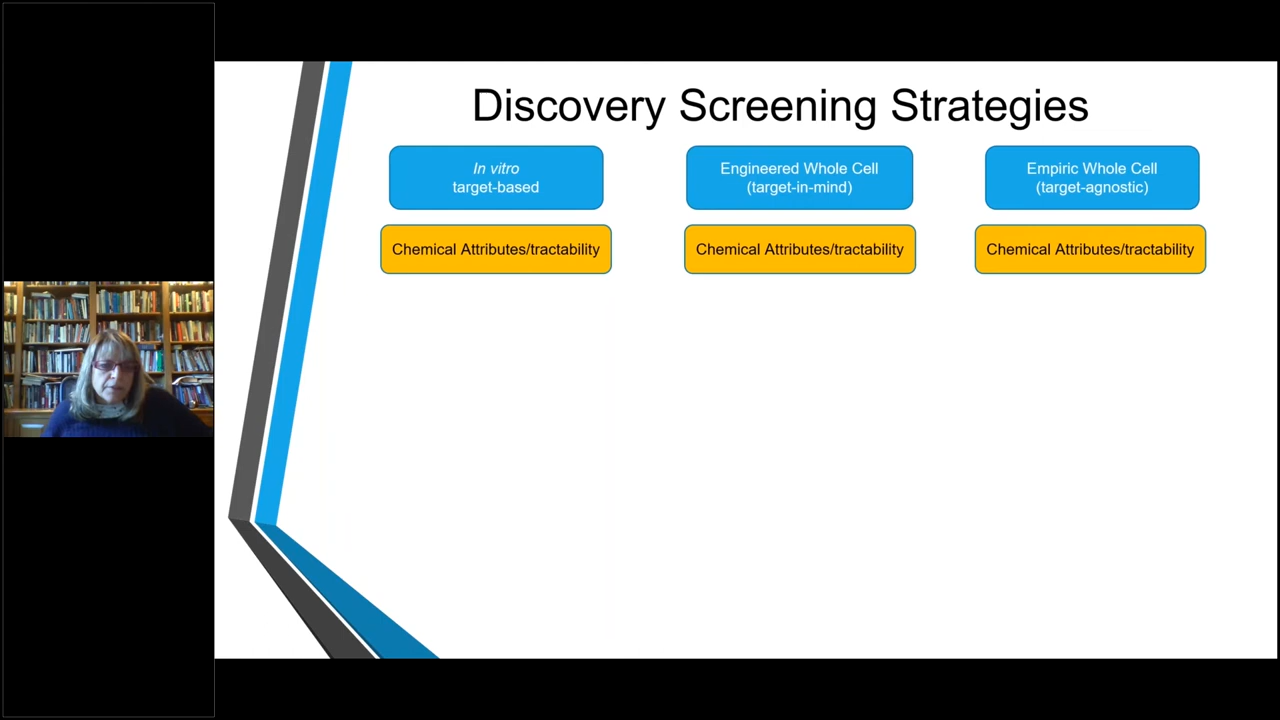 Discovery Screening Strategies
In vitro
target-based
Engineered Whole Cell
(target-in-mind)
Empiric Whole Cell
(target-agnostic)
Chemical Attributes/tractability
Chemical Attributes/tractability
Chemical Attributes/tractability